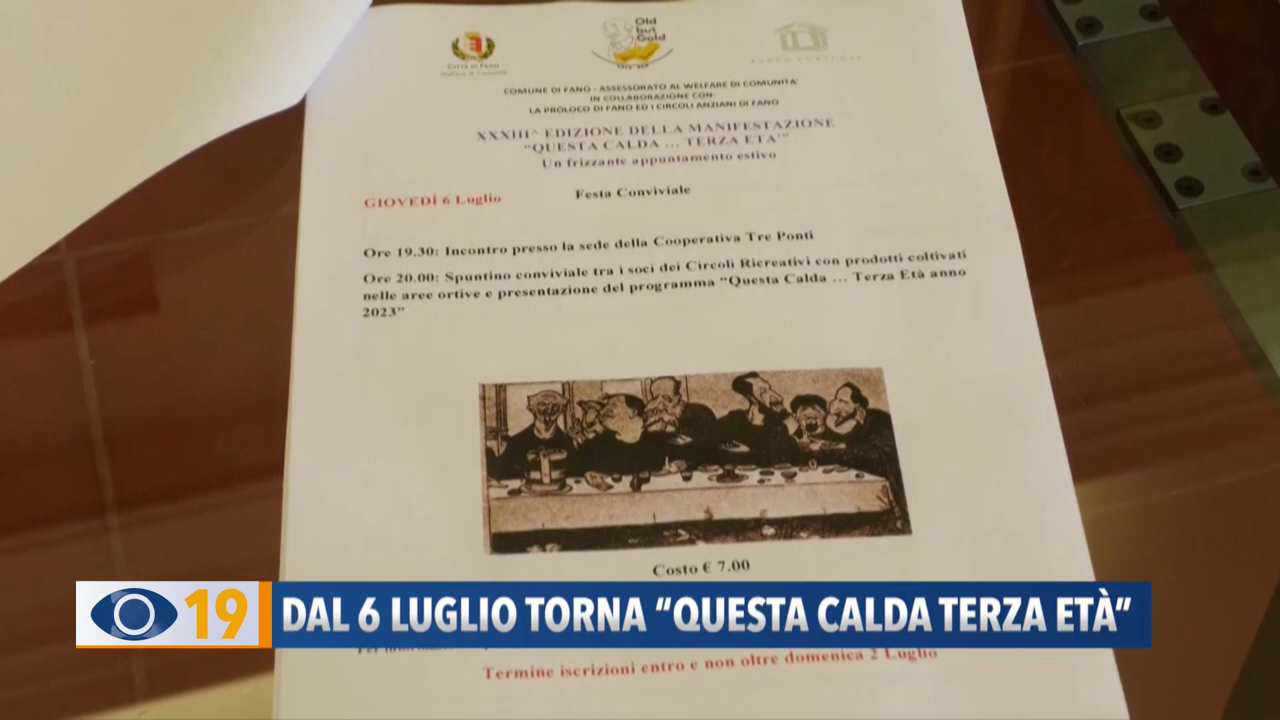 Old
but
Gold
CITTÀ DI FANO
COMUNE DI FANO - ASSESSORATO AL WELFARE DI COMUNITA'
IN COLLABORAZIONE CON:
LA PROLOCO DI FANO ED I CIRCOLI ANZIANI DI FANO
XXXIII^ EDIZIONE DELLA MANIFESTAZIONE
"QUESTA CALDA ... TERZA ETA'"
Un frizzante appuntamento estivo
GIOVEDÌ 6 Luglio Festa Conviviale
Ore 19.30: Incontro presso la sede della Cooperativa Tre Ponti
Ore 20.00: Spuntino conviviale tra i soci dei Circoli Ricreativi con prodotti coltivati
nelle aree ortive e presentazione del programma "Questa Calda ... Terza Età anno
2023"
Costo € 7.00
19 DAL 6 LUGLIO TORNA "QUESTA CALDA TERZA ETÀ"
Termine iscrizioni entro e non oltre domenica 2 Luglio